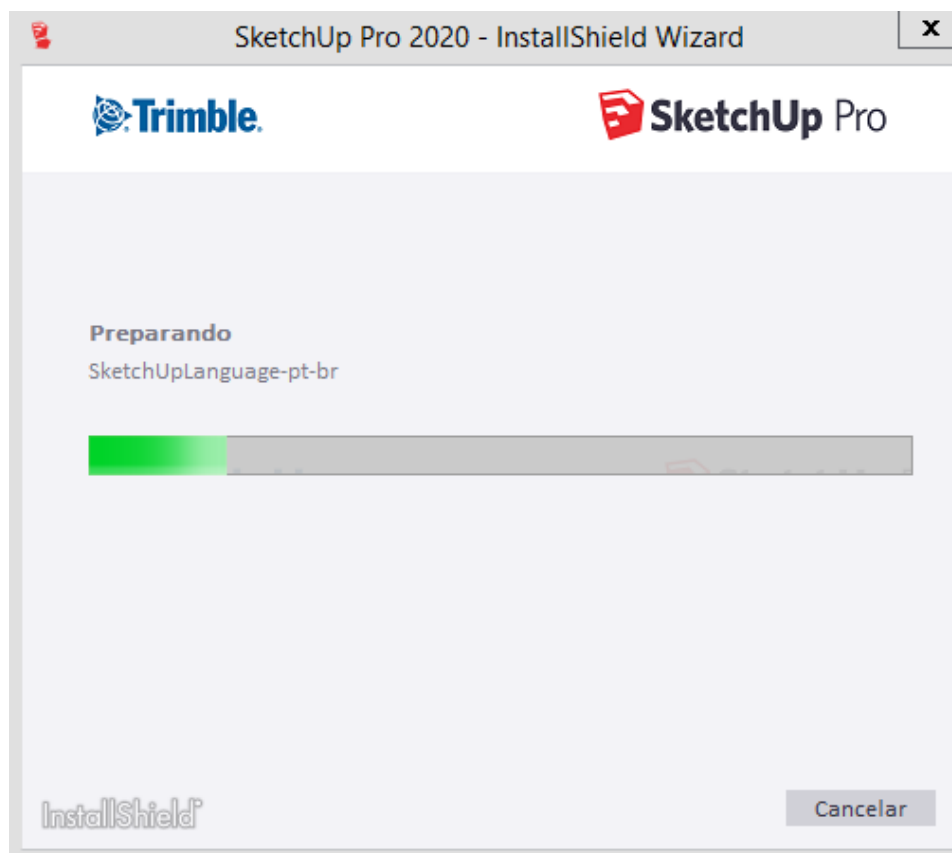 SketchUp Pro 2020 - InstallShield Wizard
x
Trimble.
SketchUp Pro
Preparando
SketchUpLanguage-pt-br
InstallShield
Cancelar